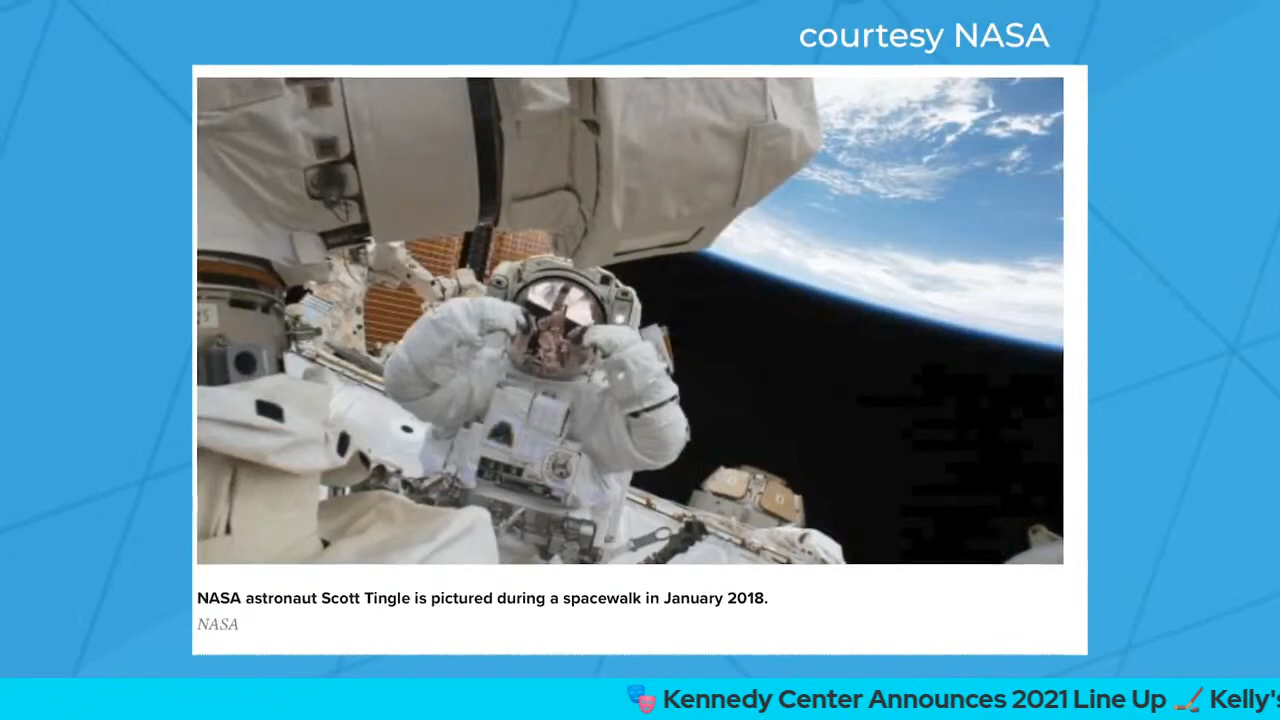 courtesy NASA
NASA astronaut Scott Tingle is pictured during a spacewalk in January 2018.
NASA
Kennedy Center Announces 2021 Line Up Kelly's